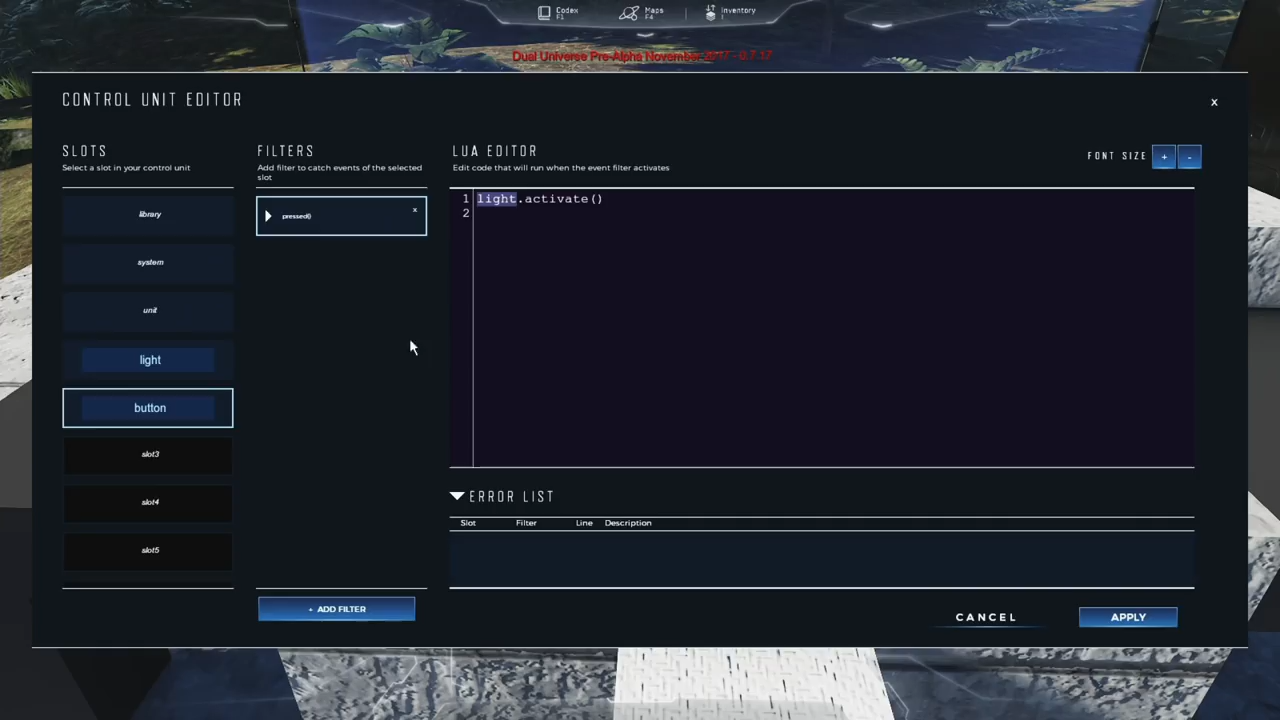 Codex
F1
Maps
F4
Inventory
I
Dual Universe Pre-Alpha November 2017 - 0.7.17
CONTROL UNIT EDITOR
x
SLOTS
Select a slot in your control unit
FILTERS
Add filter to catch events of the selected
slot
LUA EDITOR
Edit code that will run when the event filter activates
FONT SIZE
+
-
library
system
unit
light
button
slot3
slot4
slot5
pressed()
x
+ ADD FILTER
1 light.activate()
2
ERROR LIST
Slot Filter Line Description
CANCEL
APPLY